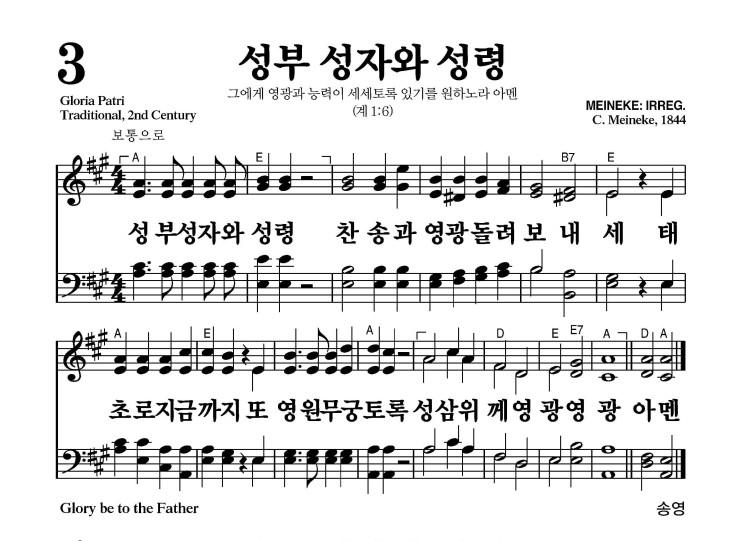 3
성부 성자와 성령
그에게 영광과 능력이 세세토록 있기를 원하노라 아멘
(계 1:6)
Gloria Patri
Traditional, 2nd Century
MEINEKE: IRREG.
C. Meineke, 1844
보통으로
A E B7 E
4
4
성 부성자와 성령 찬 송과 영광돌려 보 내 세 태
4
4
A E A D E E7 A D A
초로지금까지 또 영원무궁토록 성삼위 께영 광영 광 아멘
Glory be to the Father
송영